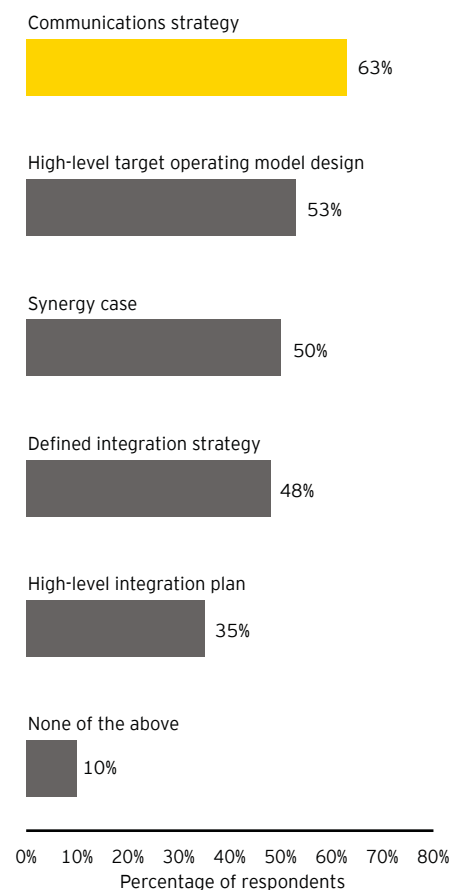 Communications strategy
63%
High-level target operating model design
53%
Synergy case
50%
Defined integration strategy
48%
High-level integration plan
35%
None of the above
10%
0% 10% 20% 30% 40% 50% 60% 70% 80%
Percentage of respondents